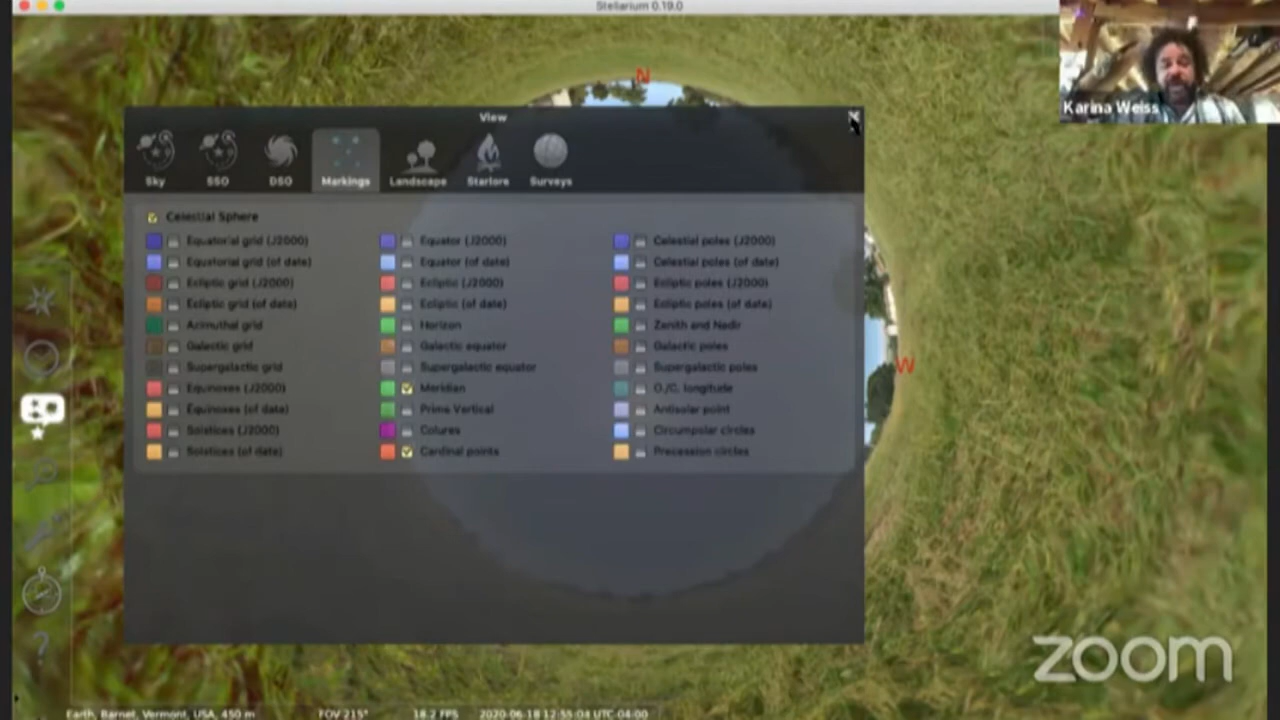 Stellarium 0.19.0
N
Karina Weiss
View
Sky SSO DSO Markings Landscape Starlore Surveys
Celestial Sphere
Equatorial grid (J2000) Equator (J2000) Celestial poles (J2000)
Equatorial grid (of date) Equator (of date) Celestial poles (of date)
Ecliptic grid (J2000) Ecliptic (J2000) Ecliptic poles (J2000)
Ecliptic grid (of date) Ecliptic (of date) Ecliptic poles (of date)
Azimuthal grid Horizon Zenith and Nadir
Galactic grid Galactic equator Galactic poles
Supergalactic grid Supergalactic equator Supergalactic poles
W
Equinoxes (J2000) Meridian O./C. longitude
Equinoxes (of date) Prime Vertical Antisolar point
Solstices (J2000) Colures Circumpolar circles
Solstices (of date) Cardinal points Precession circles
?
zoom
Earth, Barnet, Vermont, USA, 450 m FOV 215° 18.2 FPS 2020-06-18 12:55:04 UTC-04:00